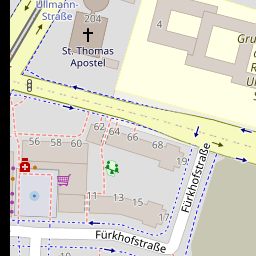 Ullmann-
Straße
204
St. Thomas
Apostel
4
62
64
66
68
56
58
60
19
11
13
15
17
Fürkhofstraße
Fürkhofstraße